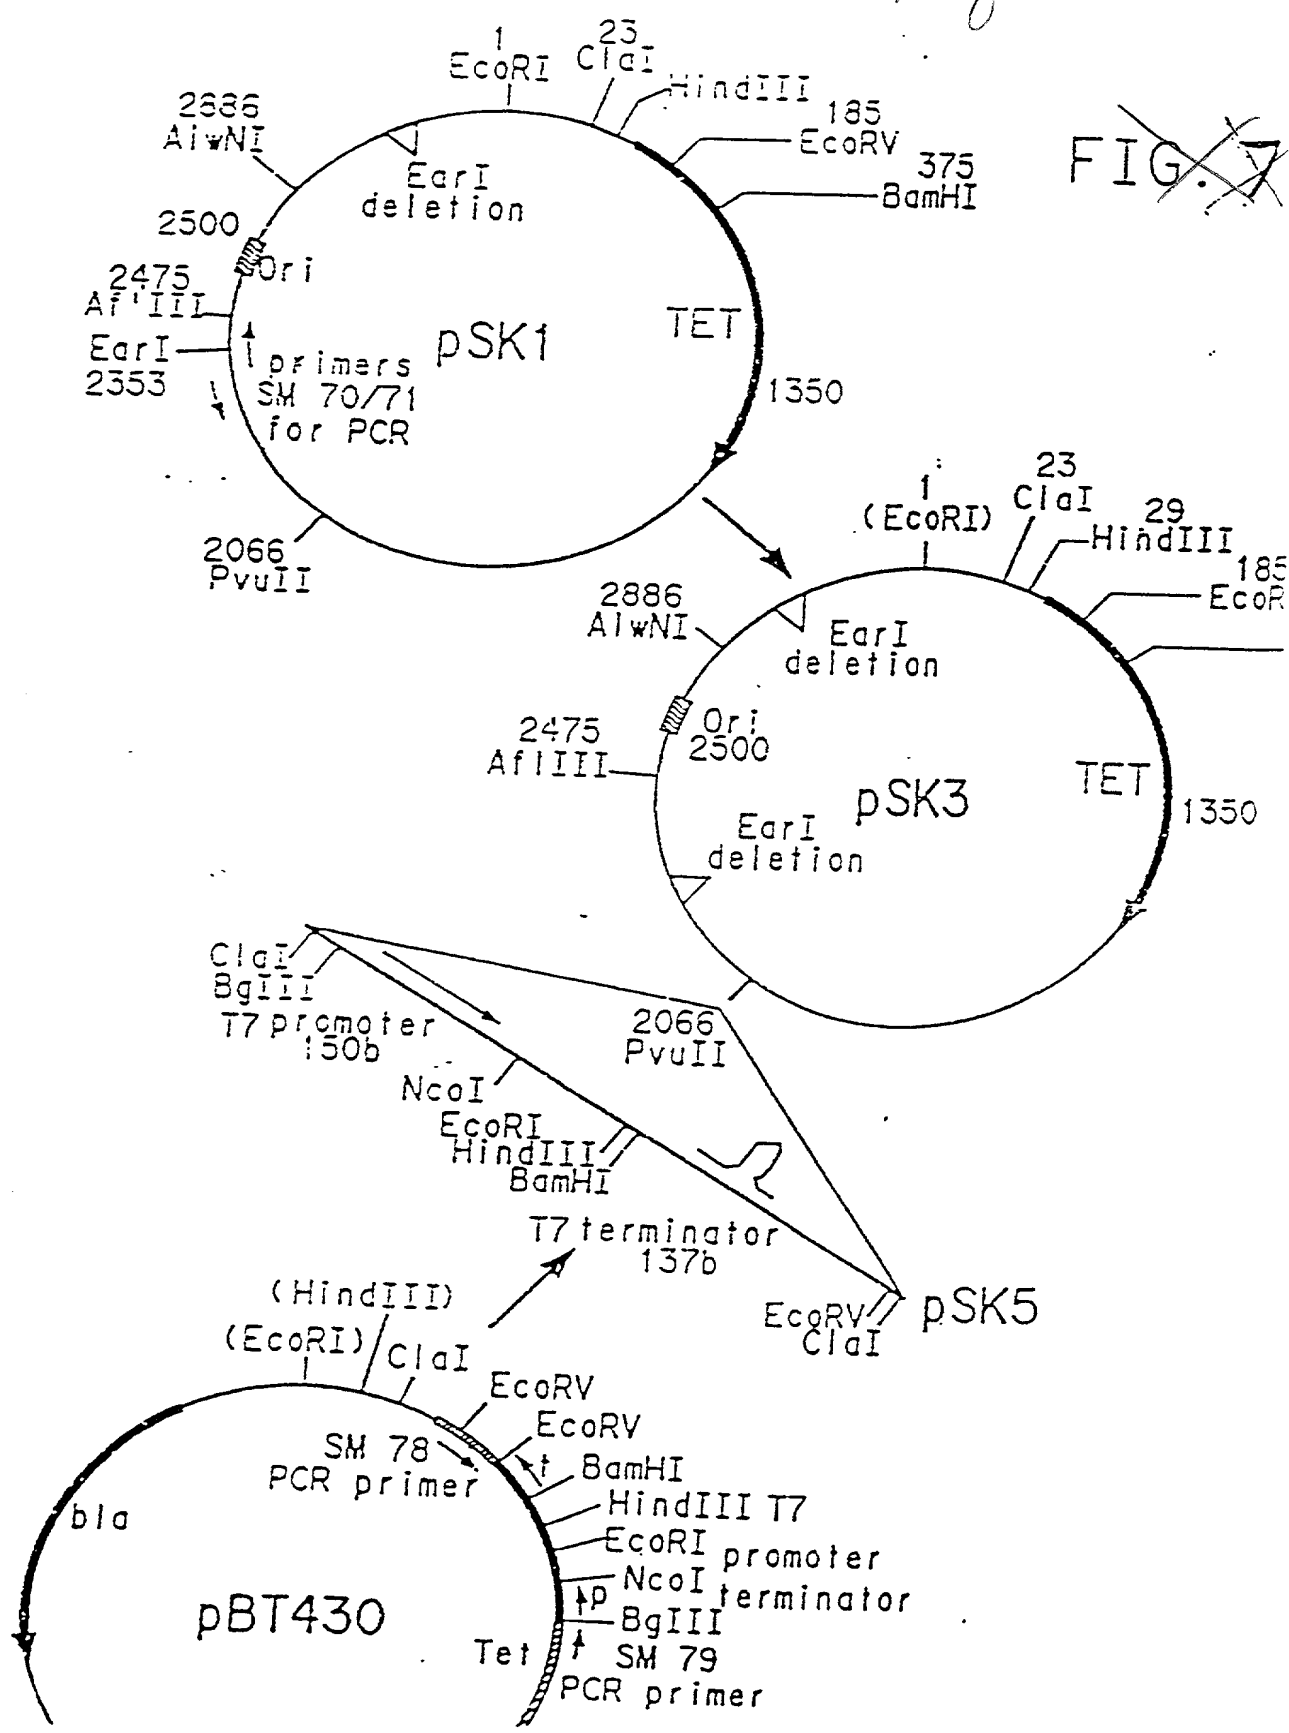 1
EcoRI
23
ClaI
HindIII
185
EcoRV
375
BamHI
2886
AlwNI
FIG. 7
EarI
deletion
2500
Ori
2475
AflIII
EarI
2353
pSK1
TET
primers
SM 70/71
for PCR
1350
2066
PvuII
1
(EcoRI)
23
ClaI
29
HindIII
185
EcoR
2886
AlwNI
EarI
deletion
Ori
2500
2475
AflIII
pSK3
TET
1350
EarI
deletion
ClaI
BglII
T7 promoter
150b
2066
PvuII
NcoI
EcoRI
HindIII
BamHI
T7 terminator
137b
EcoRV
ClaI
pSK5
(HindIII)
(EcoRI)
ClaI
EcoRV
EcoRV
SM 78
PCR primer
t
BamHI
HindIII T7
EcoRI promoter
NcoI terminator
p
BglII
bla
pBT430
Tet
SM 79
PCR primer